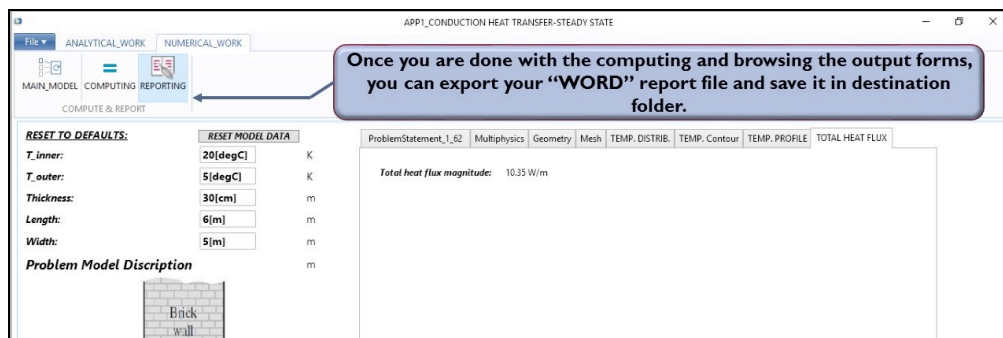 APP1_CONDUCTION HEAT TRANSFER-STEADY STATE
File ANALYTICAL_WORK NUMERICAL_WORK
MAIN_MODEL COMPUTING REPORTING
COMPUTE & REPORT
Once you are done with the computing and browsing the output forms,
you can export your “WORD” report file and save it in destination
folder.
RESET TO DEFAULTS: RESET MODEL DATA
T_inner: 20[degC] K
T_outer: 5[degC] K
Thickness: 30[cm] m
Length: 6[m] m
Width: 5[m] m
Problem Model Discription m
Brick
wall
ProblemStatement_1_62 Multiphysics Geometry Mesh TEMP. DISTRIB. TEMP. Contour TEMP. PROFILE TOTAL HEAT FLUX
Total heat flux magnitude: 10.35 W/m